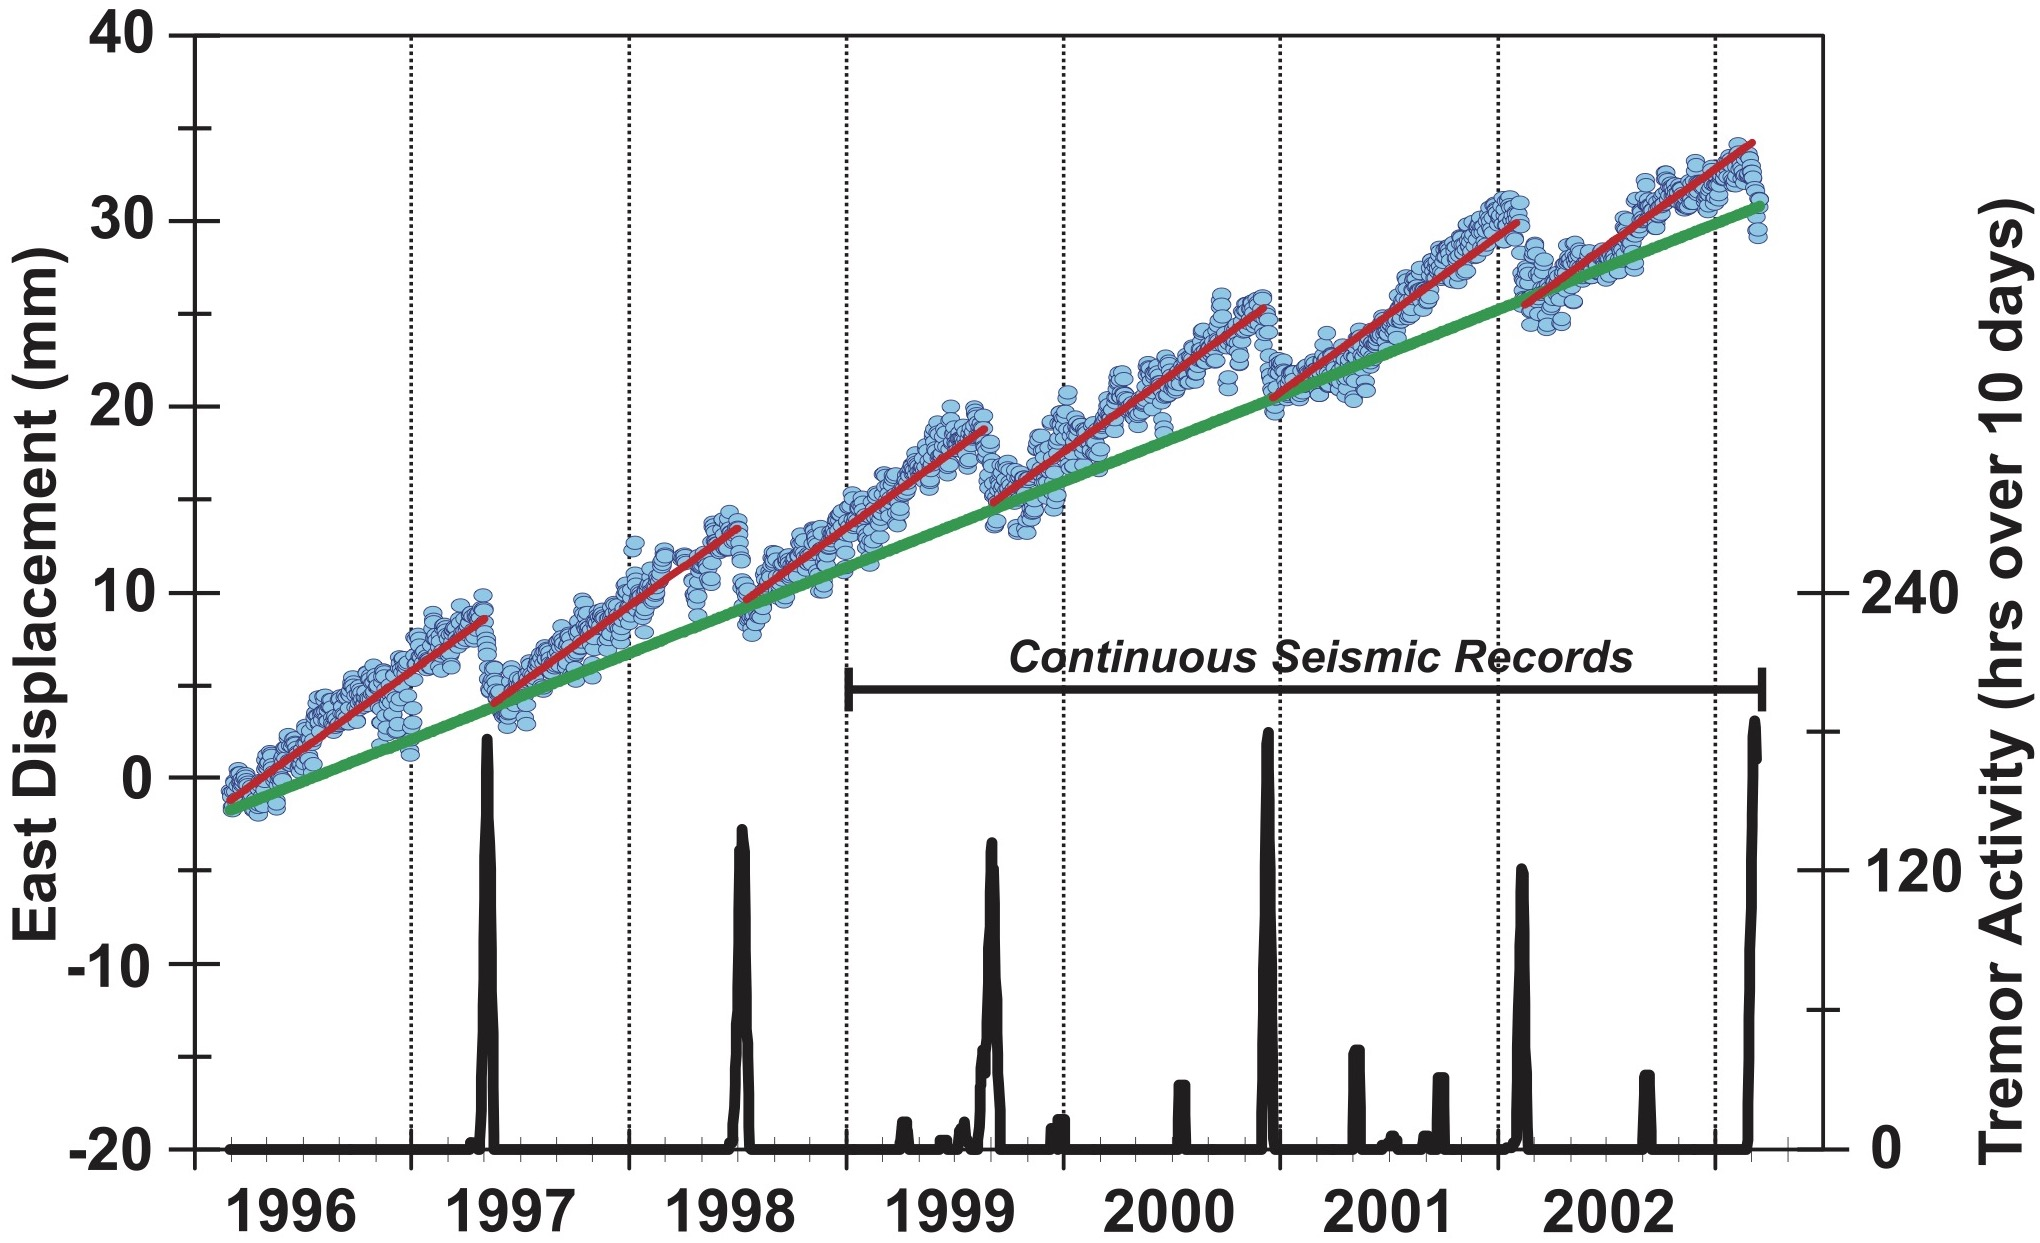 40
30
20
10
0
-10
-20
East Displacement (mm)
Continuous Seismic Records
240
120
0
Tremor Activity (hrs over 10 days)
1996 1997 1998 1999 2000 2001 2002